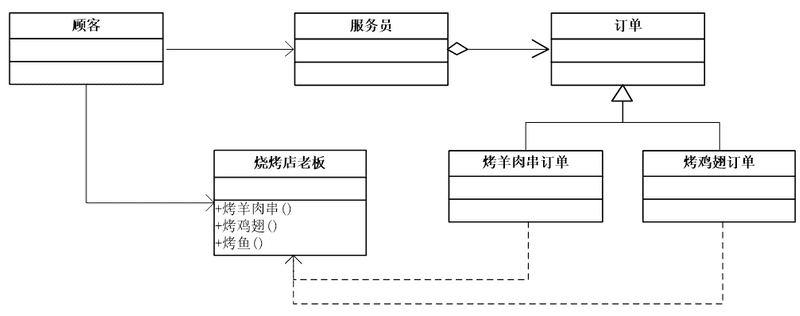 顾客
服务员
订单
烧烤店老板
+烤羊肉串()
+烤鸡翅()
+烤鱼()
烤羊肉串订单
烤鸡翅订单